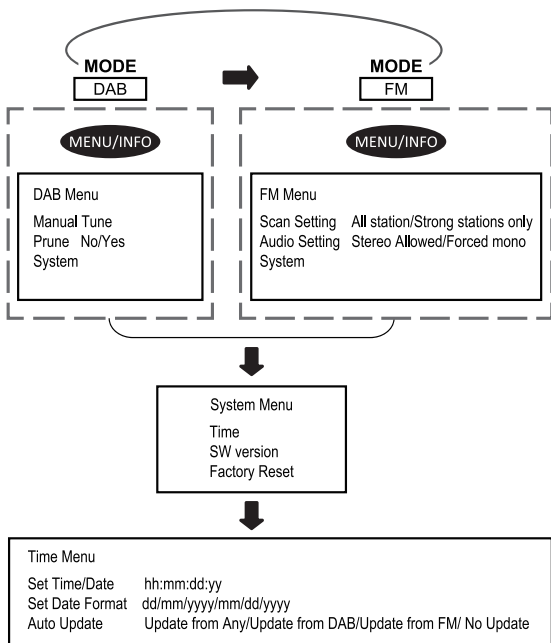 MODE
DAB
MODE
FM
MENU/INFO
MENU/INFO
DAB Menu
Manual Tune
Prune No/Yes
System
FM Menu
Scan Setting All station/Strong stations only
Audio Setting Stereo Allowed/Forced mono
System
System Menu
Time
SW version
Factory Reset
Time Menu
Set Time/Date hh:mm:dd:yy
Set Date Format dd/mm/yyyy/mm/dd/yyyy
Auto Update Update from Any/Update from DAB/Update from FM/ No Update